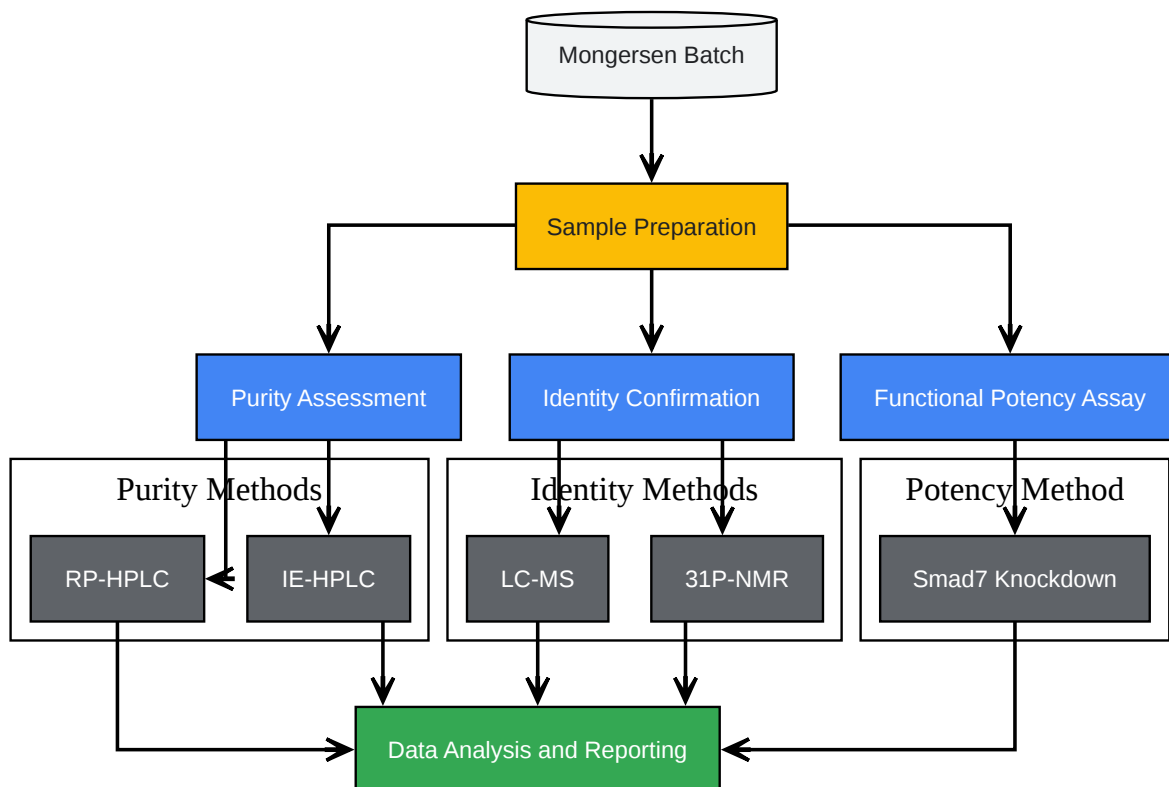 Mongersen Batch
Sample Preparation
Purity Assessment
Identity Confirmation
Functional Potency Assay
Purity Methods
Identity Methods
Potency Method
RP-HPLC
IE-HPLC
LC-MS
31P-NMR
Smad7 Knockdown
Data Analysis and Reporting